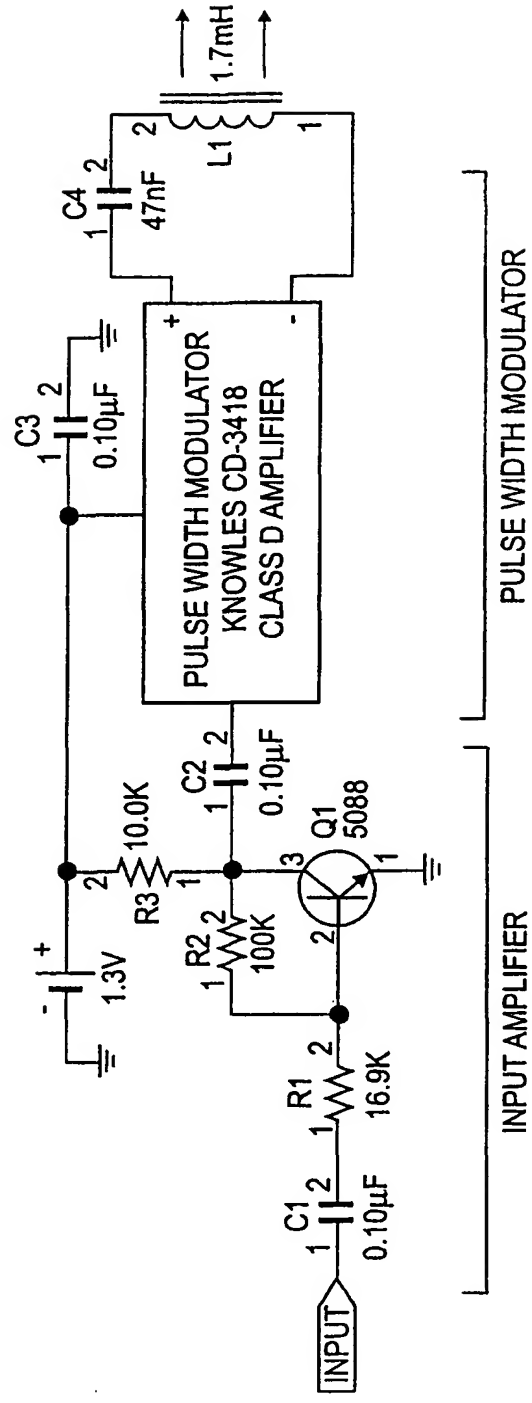 1.3V
- +
2
R3
10.0K
1
C3
1 2
0.10µF
PULSE WIDTH MODULATOR
KNOWLES CD-3418
CLASS D AMPLIFIER
+
-
C4
1 2
47nF
2
L1
1
1.7mH
INPUT
C1
1 2
0.10µF
R1
1 2
16.9K
R2
1 2
100K
C2
1 2
0.10µF
3
2
1
Q1
5088
INPUT AMPLIFIER
PULSE WIDTH MODULATOR